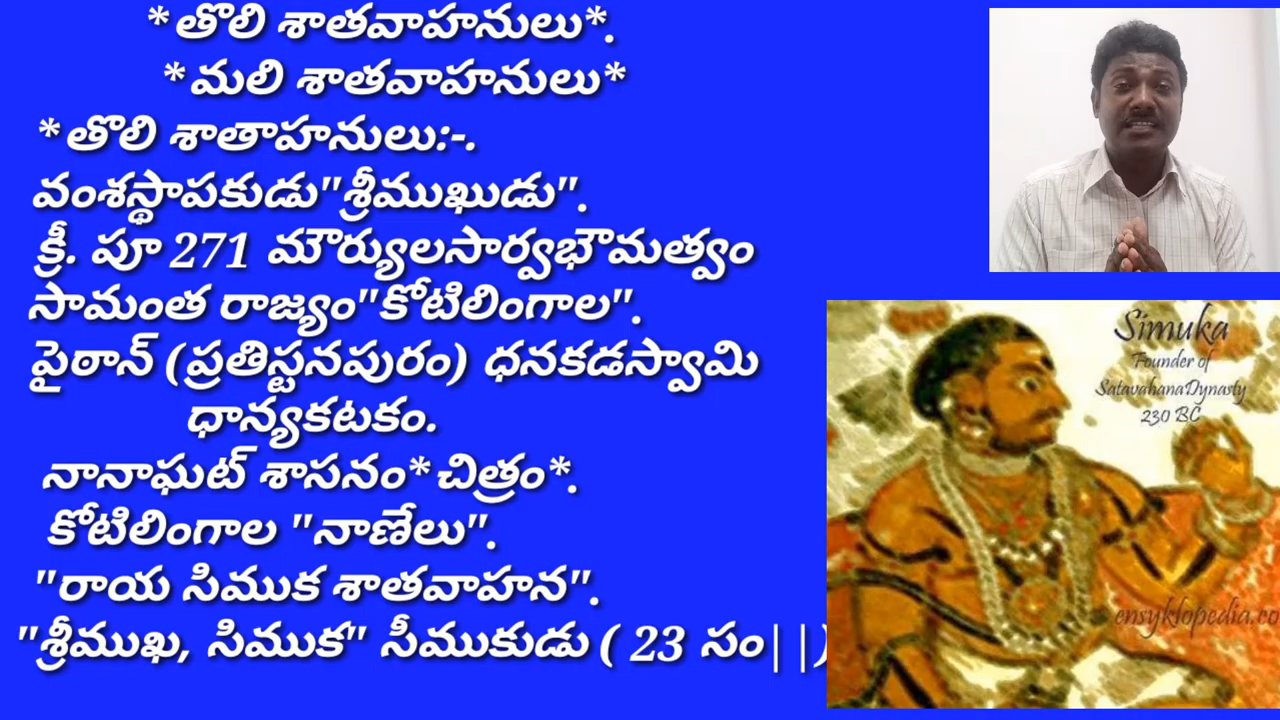 *తొలి శాతవాహనులు*.
*మలి శాతవాహనులు*
*తొలి శాతాహనులు:-.
వంశస్థాపకుడు"శ్రీముఖుడు".
క్రీ. పూ 271 మౌర్యులసార్వభౌమత్వం
సామంత రాజ్యం"కోటిలింగాల".
పైఠాన్ (ప్రతిస్టనపురం) ధనకడస్వామి
ధాన్యకటకం.
నానాఘట్ శాసనం*చిత్రం*.
కోటిలింగాల "నాణేలు".
"రాయ సిముక శాతవాహన".
"శ్రీముఖ, సిముక" సీముకుడు ( 23 సం||)
Simuka
Founder of
Satavahana Dynasty
230 BC
ensyklopedia.co